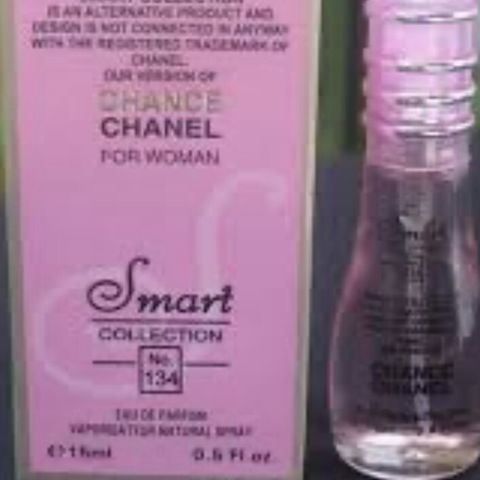 IS AN ALTERNATIVE PRODUCT AND
DESIGN IS NOT CONNECTED IN ANYWAY
WITH THE REGISTERED TRADEMARK OF
CHANEL.
OUR VERSION OF
CHANCE
CHANEL
FOR WOMAN
Smart
COLLECTION
No.
134
EAU DE PARFUM
VAPORISATEUR NATURAL SPRAY
℮ 15ml 0.5 Fl oz
CHANCE
CHANEL